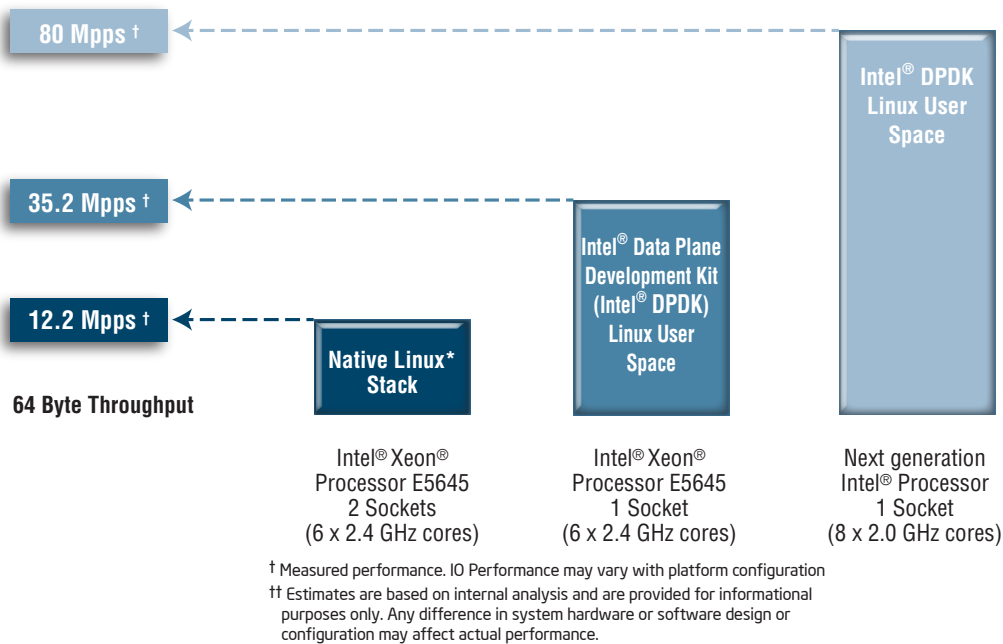 80 Mpps †
Intel® DPDK
Linux User
Space
35.2 Mpps †
Intel® Data Plane
Development Kit
(Intel® DPDK)
Linux User
Space
12.2 Mpps †
Native Linux*
Stack
64 Byte Throughput
Intel® Xeon®
Processor E5645
2 Sockets
(6 x 2.4 GHz cores)
Intel® Xeon®
Processor E5645
1 Socket
(6 x 2.4 GHz cores)
Next generation
Intel® Processor
1 Socket
(8 x 2.0 GHz cores)
† Measured performance. IO Performance may vary with platform configuration
†† Estimates are based on internal analysis and are provided for informational
purposes only. Any difference in system hardware or software design or
configuration may affect actual performance.